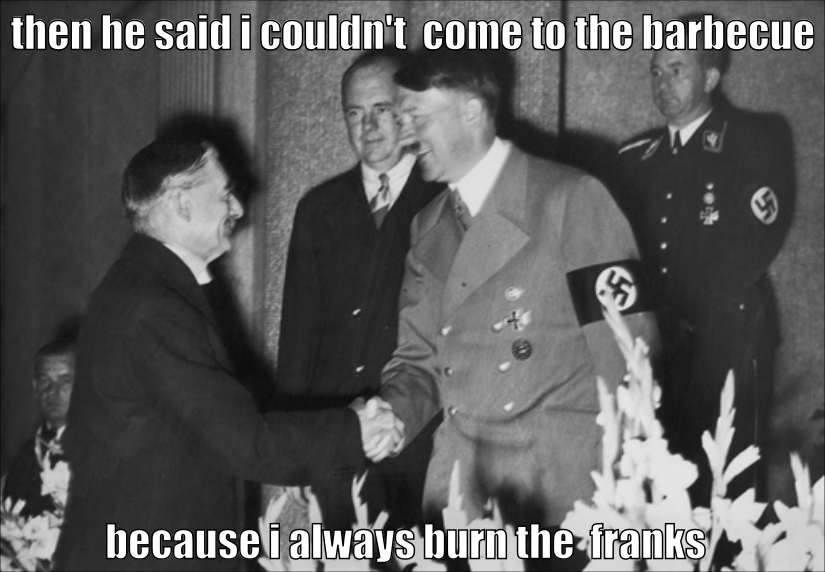 then he said i couldn't come to the barbecue
because i always burn the franks